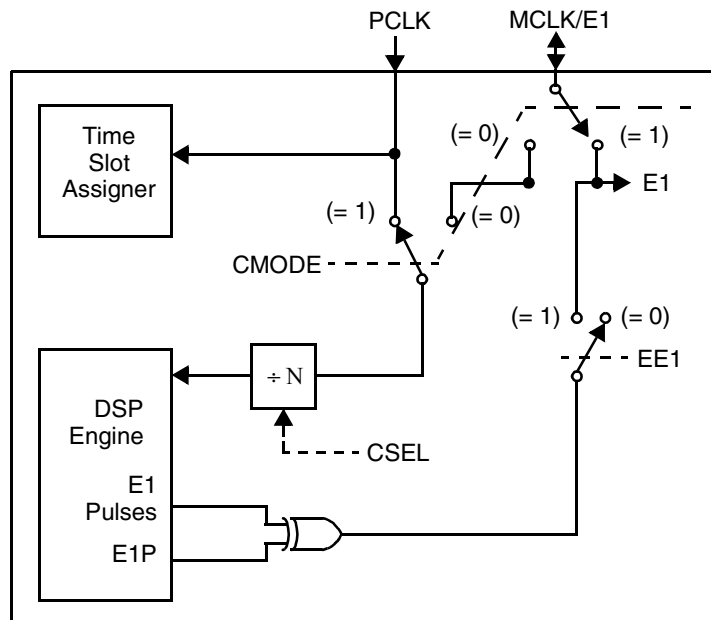 PCLK
MCLK/E1
Time
Slot
Assigner
(= 0)
(= 1)
E1
(= 1)
(= 0)
CMODE
(= 1)
(= 0)
EE1
÷ N
DSP
Engine
CSEL
E1
Pulses
E1P